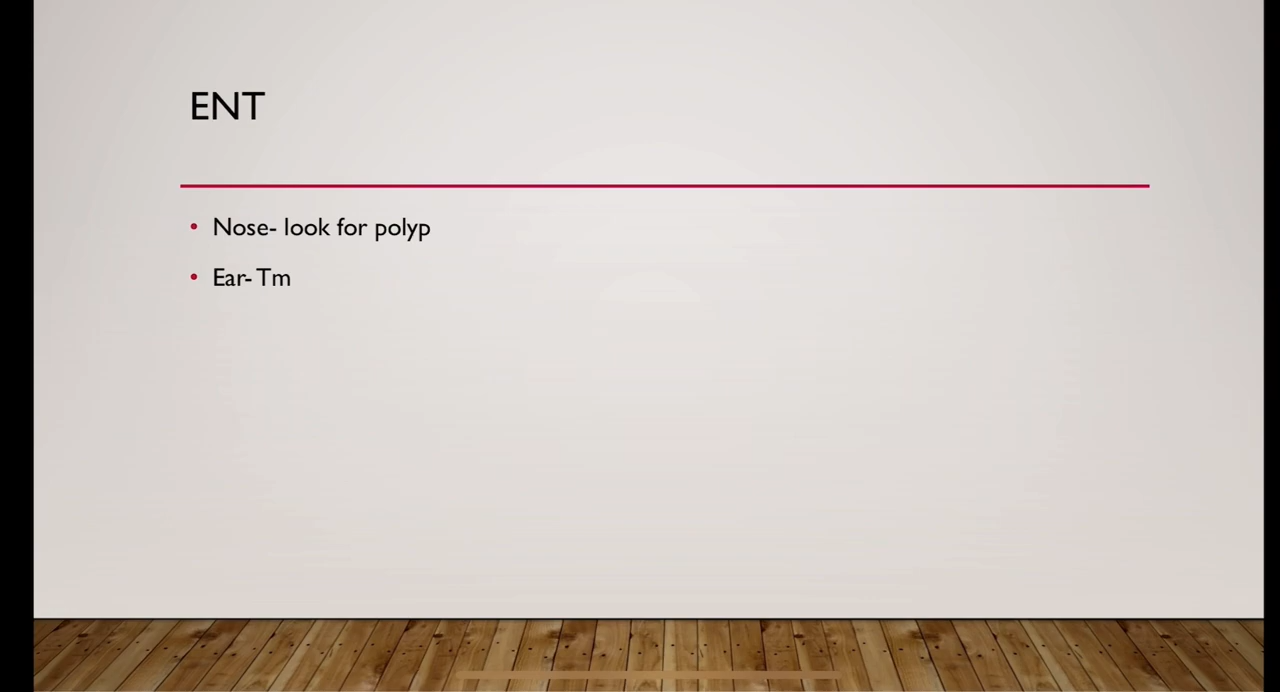 ENT
• Nose- look for polyp
• Ear- Tm